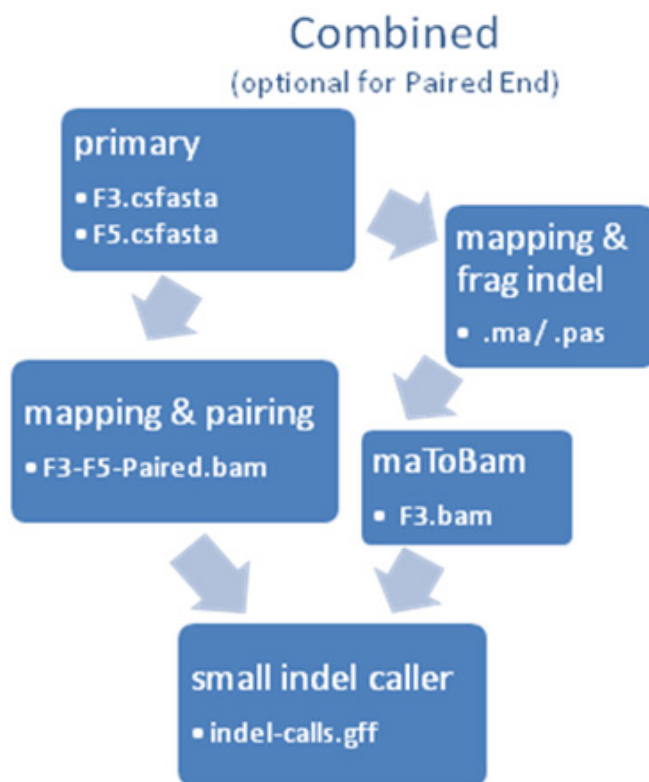 Combined
(optional for Paired End)
primary
▪ F3.csfasta
▪ F5.csfasta
mapping &
frag indel
▪ .ma/ .pas
mapping & pairing
▪ F3-F5-Paired.bam
maToBam
▪ F3.bam
small indel caller
▪ indel-calls.gff